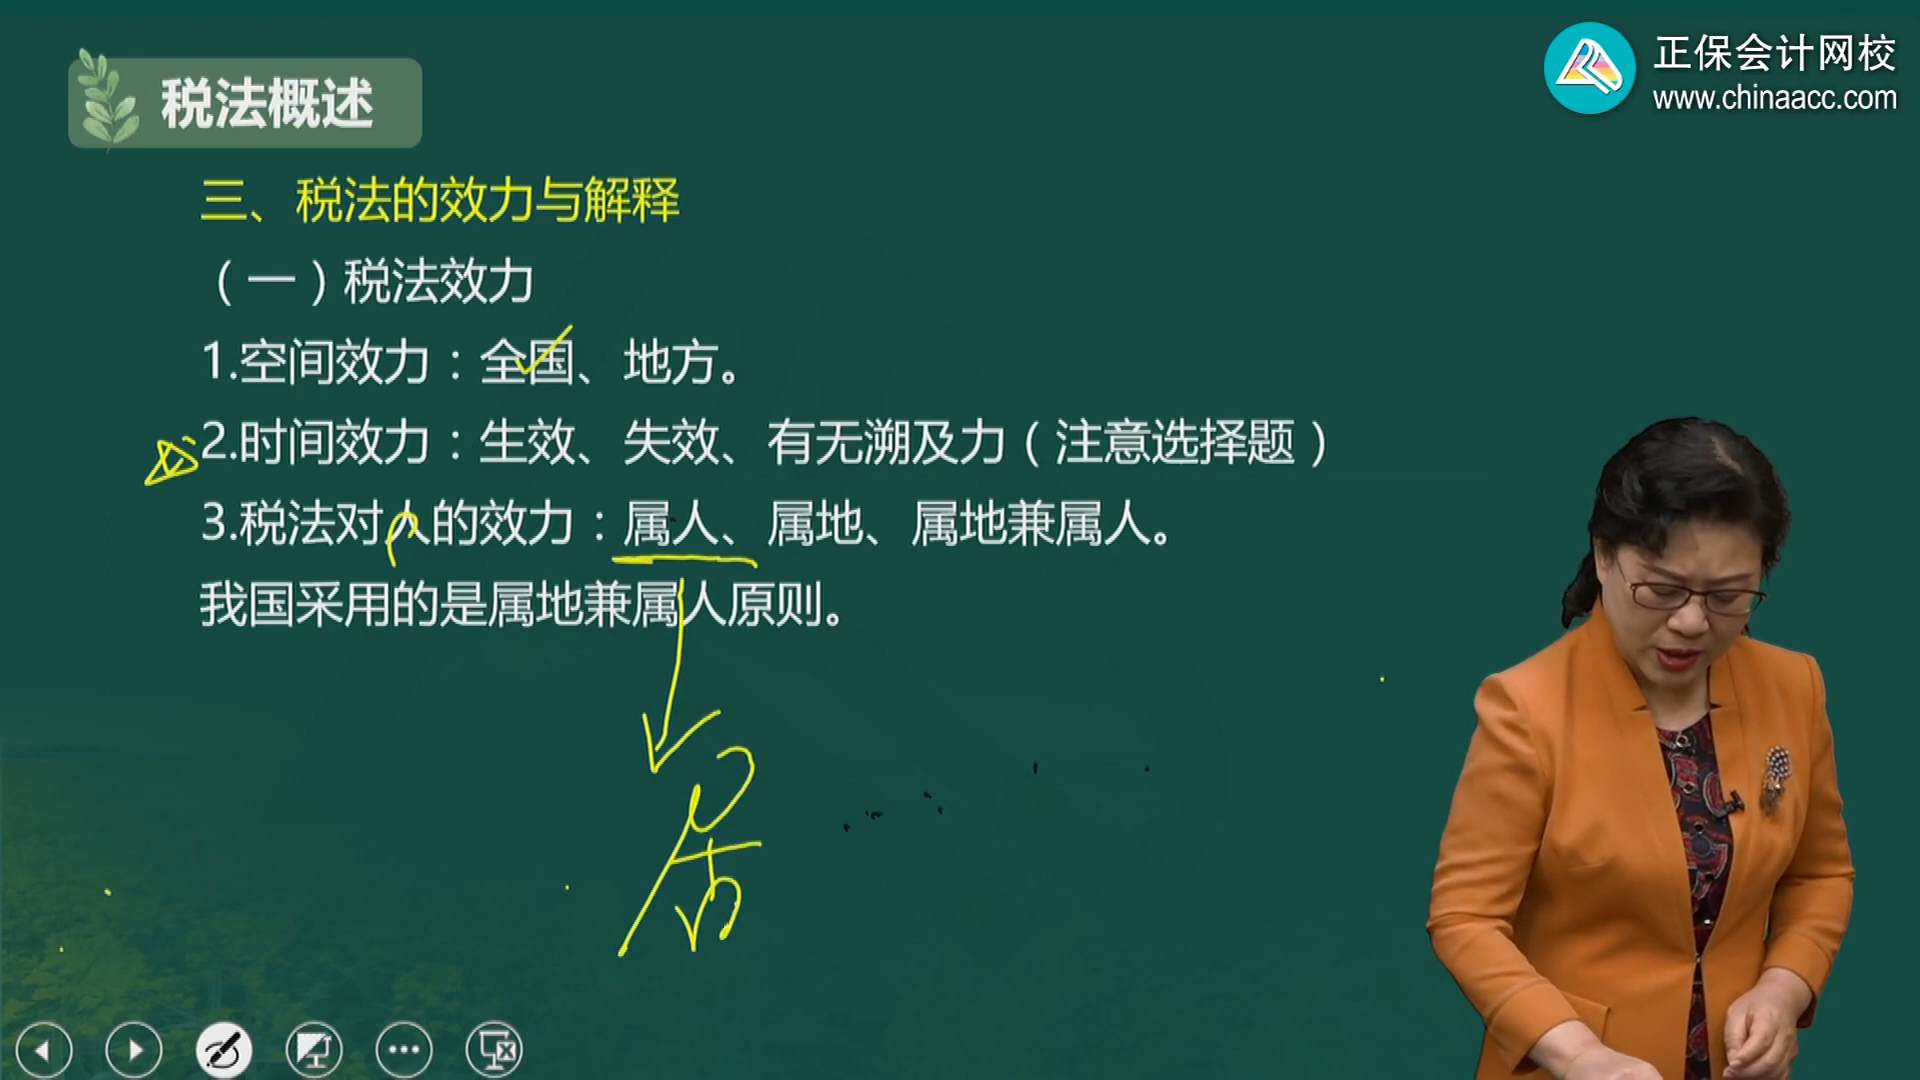 正保会计网校
www.chinaacc.com
税法概述
三、税法的效力与解释
（一）税法效力
1.空间效力：全国、地方。
2.时间效力：生效、失效、有无溯及力（注意选择题）
3.税法对人的效力：属人、属地、属地兼属人。
我国采用的是属地兼属人原则。